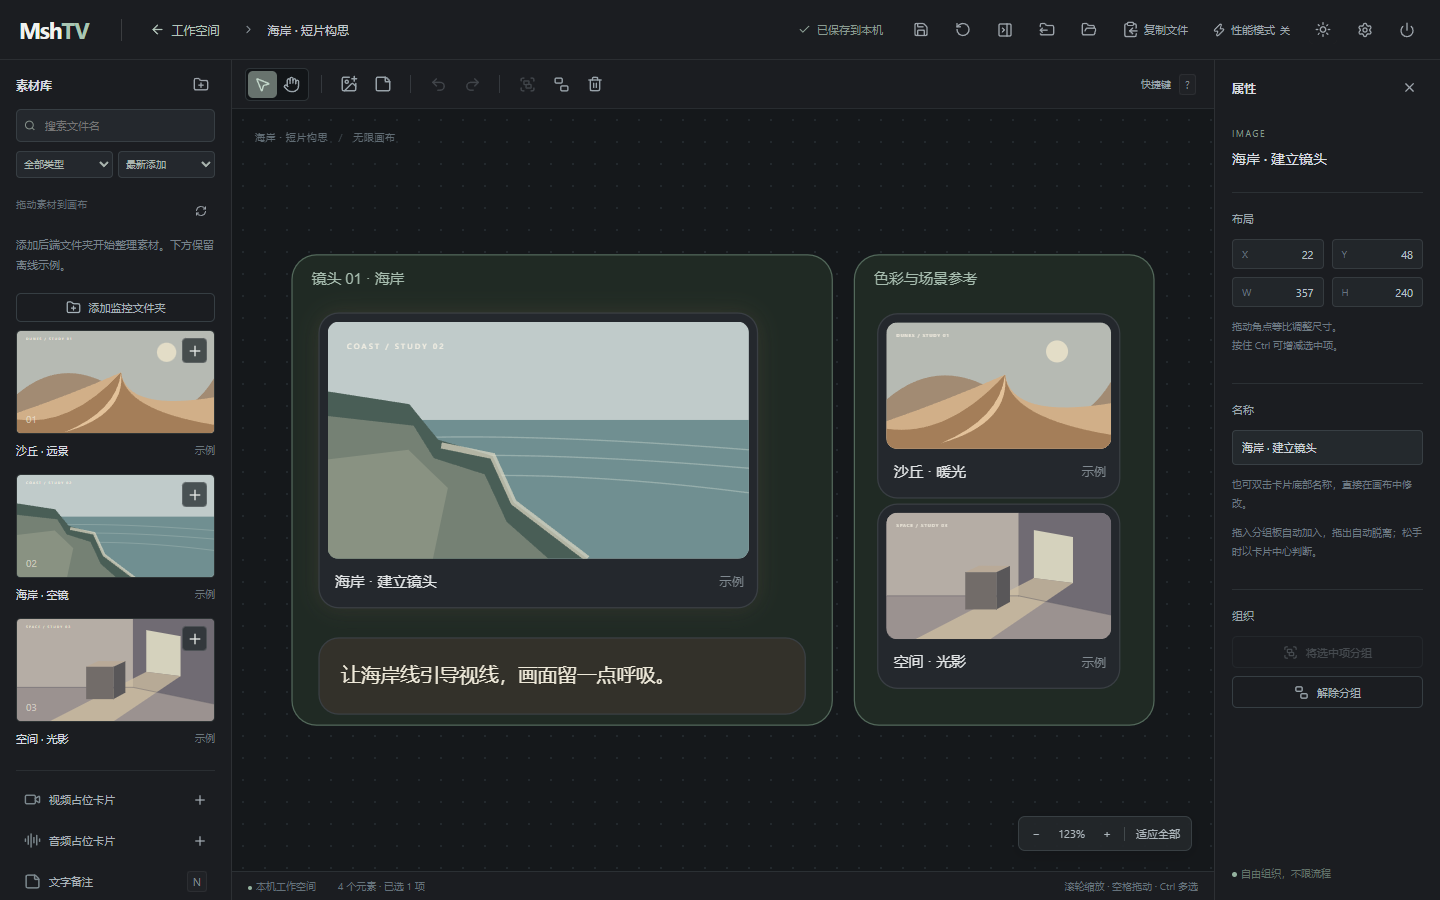 MshTV
工作空间
海岸 · 短片构思
已保存到本机
复制文件
性能模式 关
素材库
搜索文件名
全部类型
最新添加
拖动素材到画布
添加后端文件夹开始整理素材。下方保留
离线示例。
添加监控文件夹
01
沙丘 · 远景
示例
02
海岸 · 空镜
示例
03
空间 · 光影
示例
视频占位卡片
音频占位卡片
文字备注
N
快捷键
?
海岸 · 短片构思 / 无限画布
镜头 01 · 海岸
COAST / STUDY 02
海岸 · 建立镜头
示例
让海岸线引导视线，画面留一点呼吸。
色彩与场景参考
沙丘 · 暖光
示例
空间 · 光影
示例
− 123% +
适应全部
本机工作空间
4 个元素 · 已选 1 项
滚轮缩放 · 空格拖动 · Ctrl 多选
属性
IMAGE
海岸 · 建立镜头
布局
X 22
Y 48
W 357
H 240
拖动角点等比调整尺寸。
按住 Ctrl 可增减选中项。
名称
海岸 · 建立镜头
也可双击卡片底部名称，直接在画布中修
改。
拖入分组板自动加入，拖出自动脱离；松手
时以卡片中心判断。
组织
将选中项分组
解除分组
自由组织，不限流程